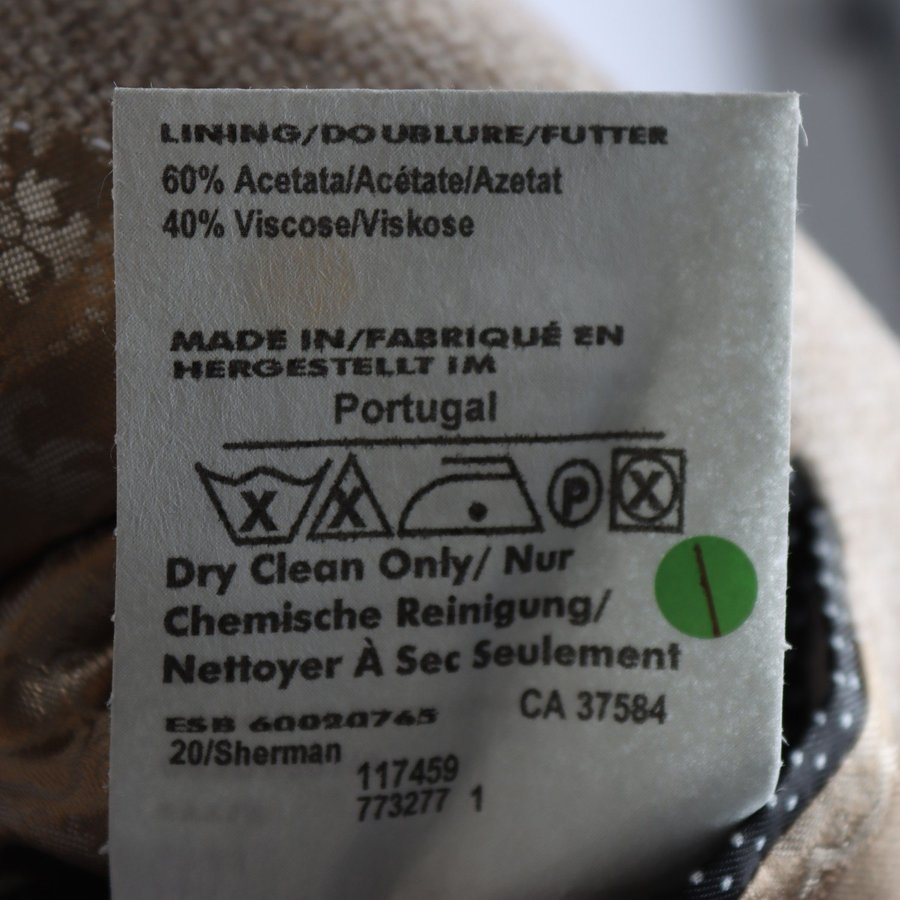 LINING/DOUBLURE/FUTTER
60% Acetata/Acétate/Azetat
40% Viscose/Viskose
MADE IN/FABRIQUÉ EN
HERGESTELLT IM
Portugal
X X P X
Dry Clean Only/ Nur
Chemische Reinigung/
Nettoyer À Sec Seulement
ESB 60020765 CA 37584
20/Sherman
117459
773277 1